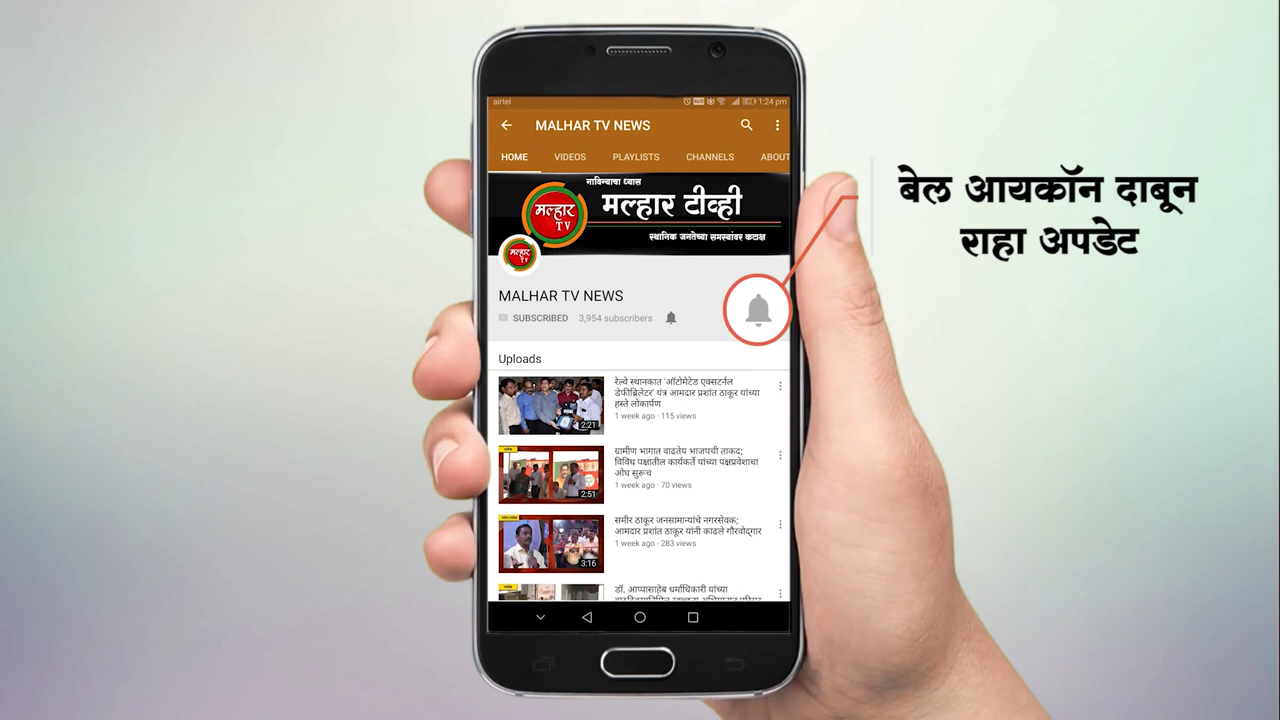 airtel
1:24 pm
MALHAR TV NEWS
HOME VIDEOS PLAYLISTS CHANNELS ABOUT
नाविन्याचा ध्यास
मल्हार टीव्ही
मल्हार
TV
स्थानिक जनतेच्या समस्यांवर कटाक्ष
मल्हार
TV
MALHAR TV NEWS
SUBSCRIBED 3,954 subscribers
Uploads
रेल्वे स्थानकात 'ऑटोमेटेड एक्सटर्नल
डेफीब्रिलेटर' यंत्र आमदार प्रशांत ठाकूर यांच्या
हस्ते लोकार्पण
1 week ago · 115 views
2:21
ग्रामीण भागात वाढतेय भाजपची ताकद;
विविध पक्षातील कार्यकर्ते यांच्या पक्षप्रवेशाचा
ओघ सुरूच
1 week ago · 70 views
2:51
समीर ठाकूर जनसामान्यांचे नगरसेवक;
आमदार प्रशांत ठाकूर यांनी काढले गौरवोद्गार
1 week ago · 283 views
3:16
डॉ. आप्पासाहेब धर्माधिकारी यांच्या
बेल आयकॉन दाबून
राहा अपडेट